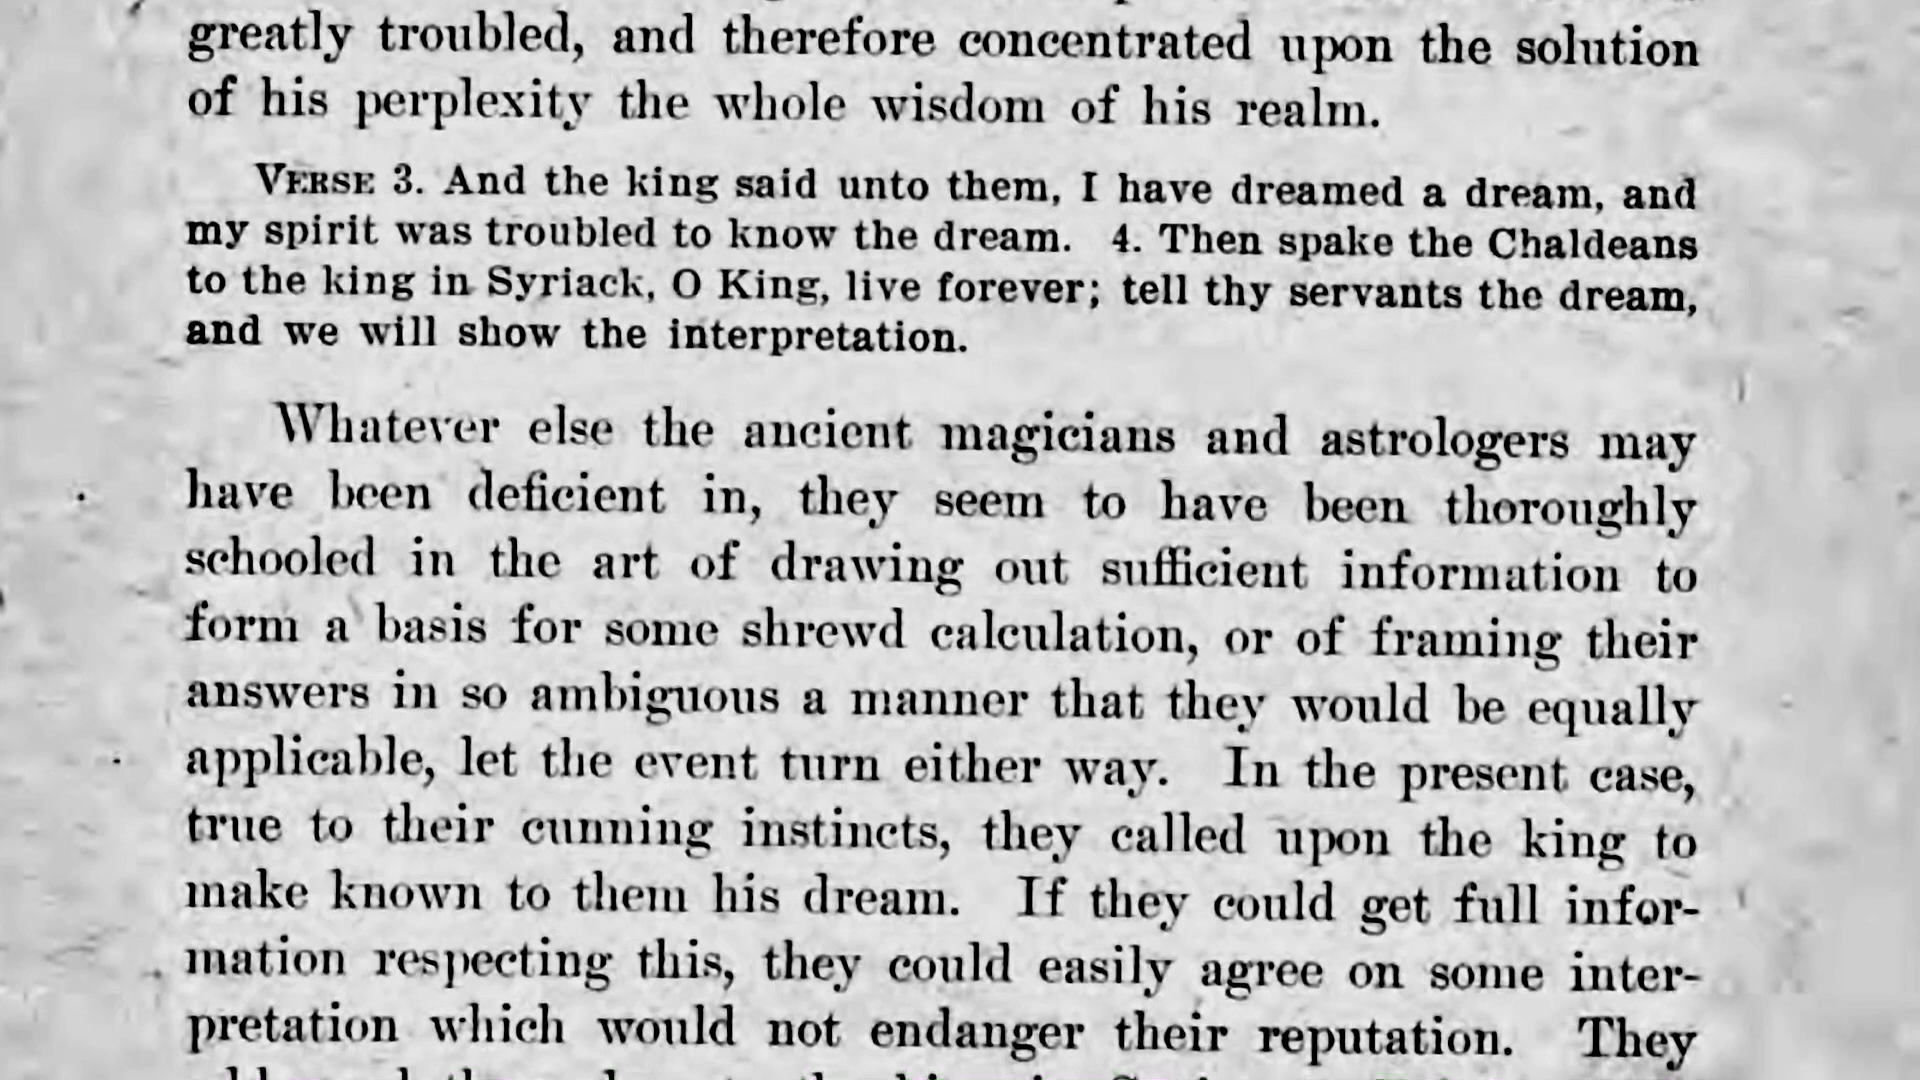 greatly troubled, and therefore concentrated upon the solution
of his perplexity the whole wisdom of his realm.
VERSE 3. And the king said unto them, I have dreamed a dream, and
my spirit was troubled to know the dream. 4. Then spake the Chaldeans
to the king in Syriack, O King, live forever; tell thy servants the dream,
and we will show the interpretation.
Whatever else the ancient magicians and astrologers may
have been deficient in, they seem to have been thoroughly
schooled in the art of drawing out sufficient information to
form a basis for some shrewd calculation, or of framing their
answers in so ambiguous a manner that they would be equally
applicable, let the event turn either way. In the present case,
true to their cunning instincts, they called upon the king to
make known to them his dream. If they could get full infor-
mation respecting this, they could easily agree on some inter-
pretation which would not endanger their reputation. They